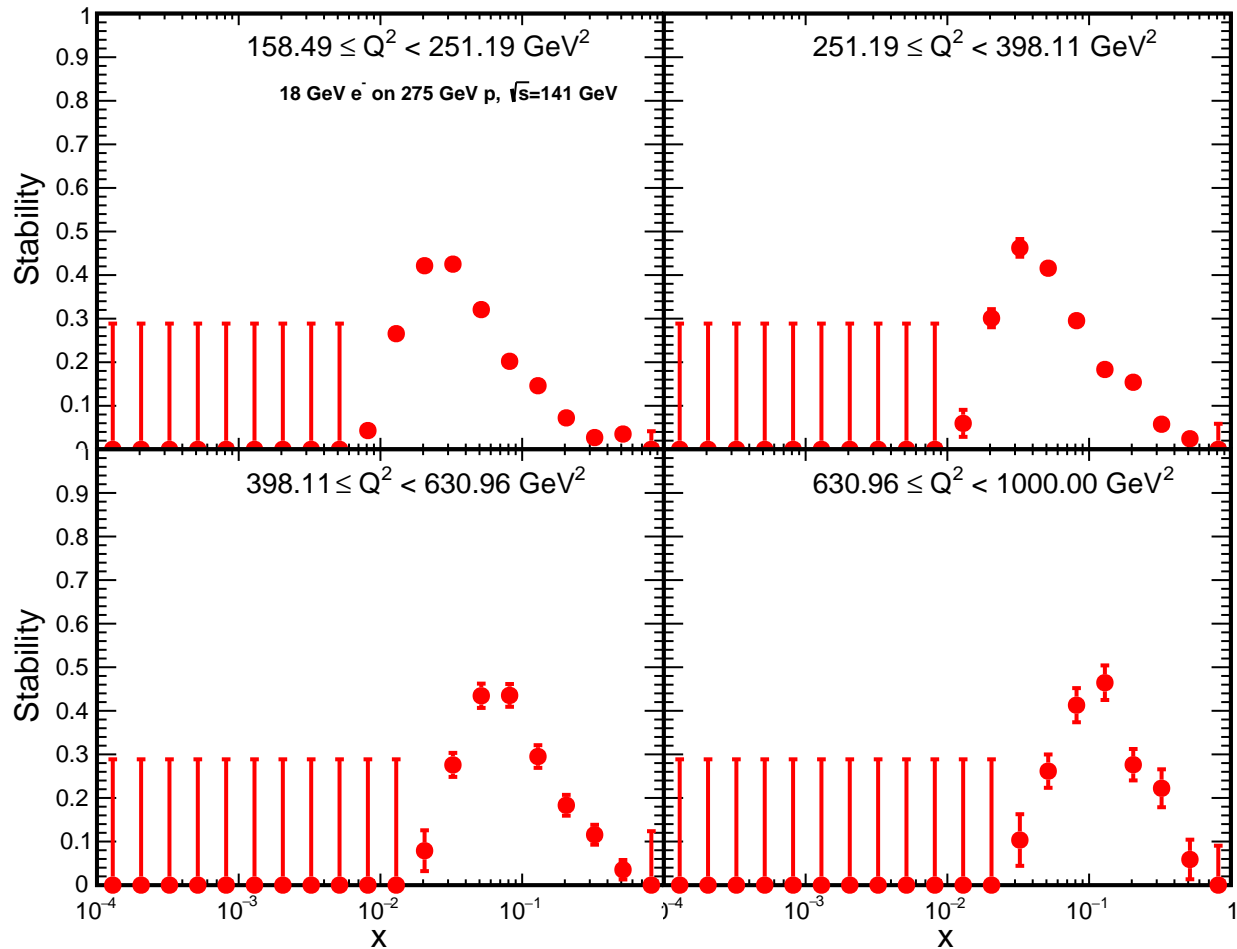 158.49 ≤ Q² < 251.19 GeV²
18 GeV e⁻ on 275 GeV p, √s=141 GeV
251.19 ≤ Q² < 398.11 GeV²
1
0.9
0.8
0.7
0.6
0.5
0.4
0.3
0.2
0.1
0
Stability
398.11 ≤ Q² < 630.96 GeV²
630.96 ≤ Q² < 1000.00 GeV²
0.9
0.8
0.7
0.6
0.5
0.4
0.3
0.2
0.1
0
Stability
10⁻⁴ 10⁻³ 10⁻² 10⁻¹
x
10⁻³ 10⁻² 10⁻¹ 1
x